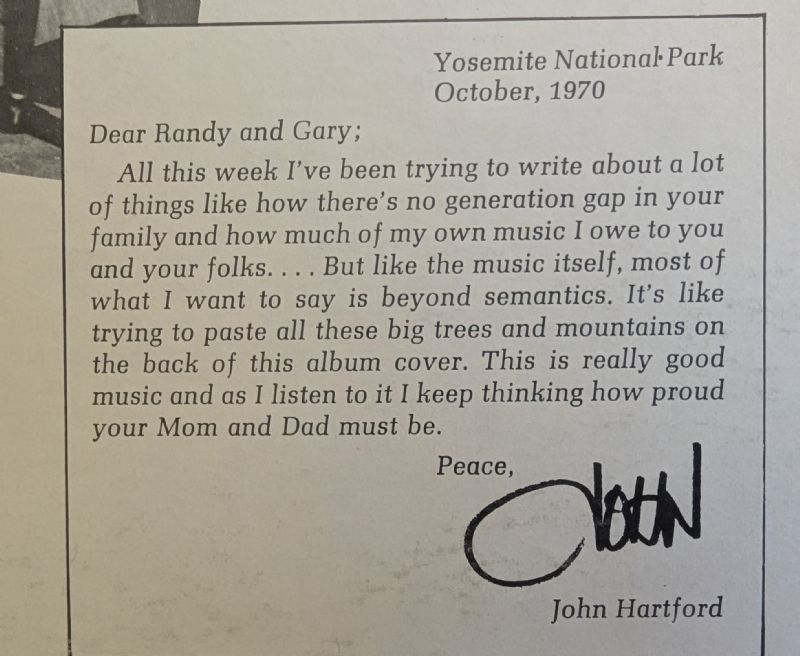 Yosemite National Park
October, 1970
Dear Randy and Gary;
All this week I've been trying to write about a lot
of things like how there's no generation gap in your
family and how much of my own music I owe to you
and your folks. . . . But like the music itself, most of
what I want to say is beyond semantics. It's like
trying to paste all these big trees and mountains on
the back of this album cover. This is really good
music and as I listen to it I keep thinking how proud
your Mom and Dad must be.
Peace,
JOHN
John Hartford